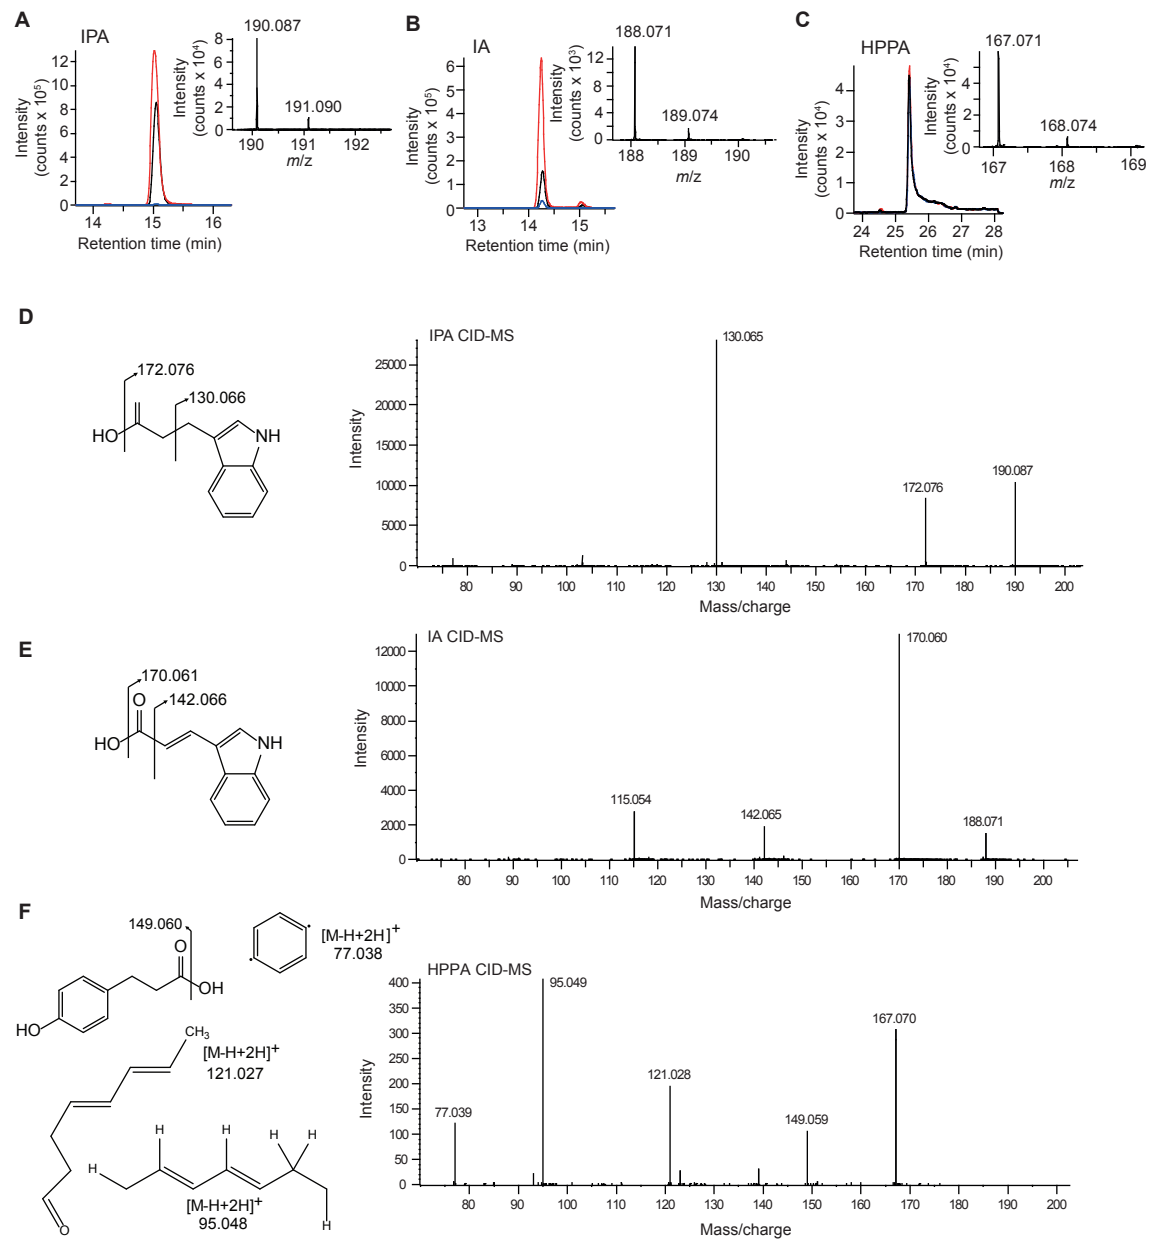 A
IPA
190.087
191.090
Intensity
(counts x 10⁴)
8
6
4
2
0
190
191
192
m/z
Intensity
(counts x 10⁵)
12
10
8
6
4
2
0
14
15
16
Retention time (min)
B
IA
188.071
189.074
Intensity
(counts x 10³)
12
8
4
0
188
189
190
m/z
Intensity
(counts x 10⁵)
6
5
4
3
2
1
0
13
14
15
Retention time (min)
C
HPPA
167.071
168.074
Intensity
(counts x 10⁴)
4
2
0
167
168
169
m/z
Intensity
(counts x 10⁴)
4
3
2
1
0
24
25
26
27
28
Retention time (min)
D
172.076
130.066
HO
NH
IPA CID-MS
130.065
172.076
190.087
Intensity
25000
20000
15000
10000
5000
0
80 90 100 110 120 130 140 150 160 170 180 190 200
Mass/charge
E
170.061
O
142.066
HO
NH
IA CID-MS
170.060
115.054
142.065
188.071
Intensity
12000
10000
8000
6000
4000
2000
0
80 90 100 110 120 130 140 150 160 170 180 190 200
Mass/charge
F
149.060
O
OH
HO
[M-H+2H]⁺
77.038
CH₃
[M-H+2H]⁺
121.027
O
H
H
H
H
H
H
[M-H+2H]⁺
95.048
HPPA CID-MS
95.049
167.070
121.028
77.039
149.059
Intensity
400
350
300
250
200
150
100
50
0
80 90 100 110 120 130 140 150 160 170 180 190 200
Mass/charge